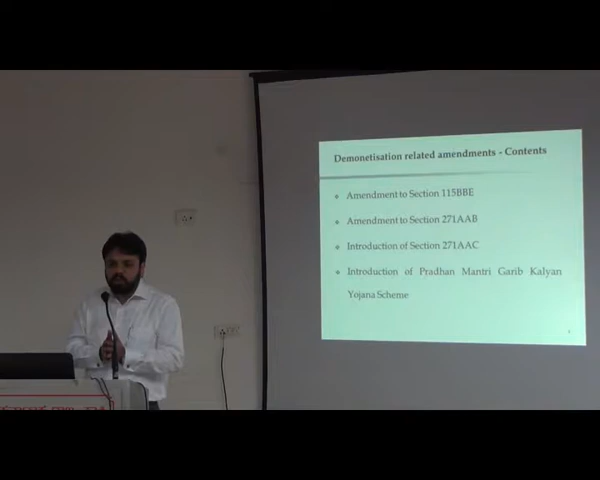 Demonetisation related amendments - Contents
Amendment to Section 115BBE
Amendment to Section 271AAB
Introduction of Section 271AAC
Introduction of Pradhan Mantri Garib Kalyan
Yojana Scheme